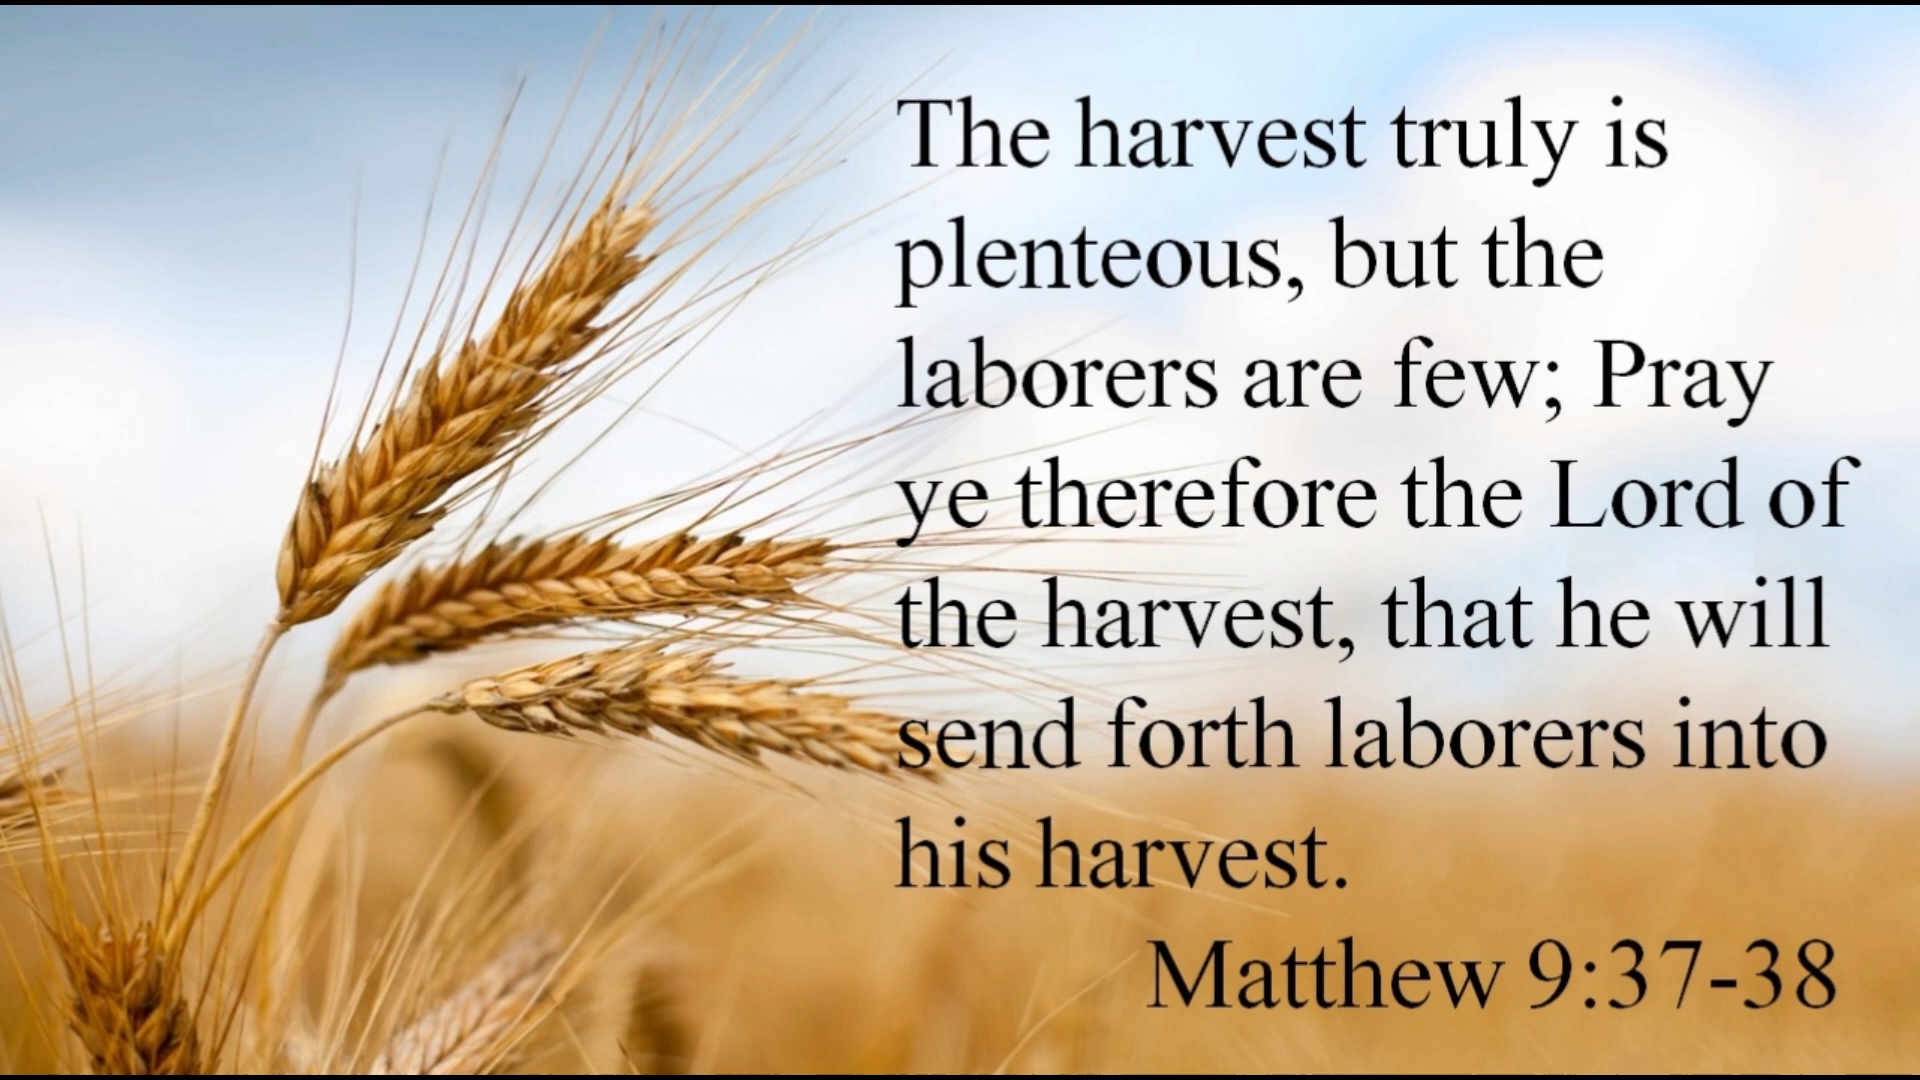 The harvest truly is
plenteous, but the
laborers are few; Pray
ye therefore the Lord of
the harvest, that he will
send forth laborers into
his harvest.
Matthew 9:37-38